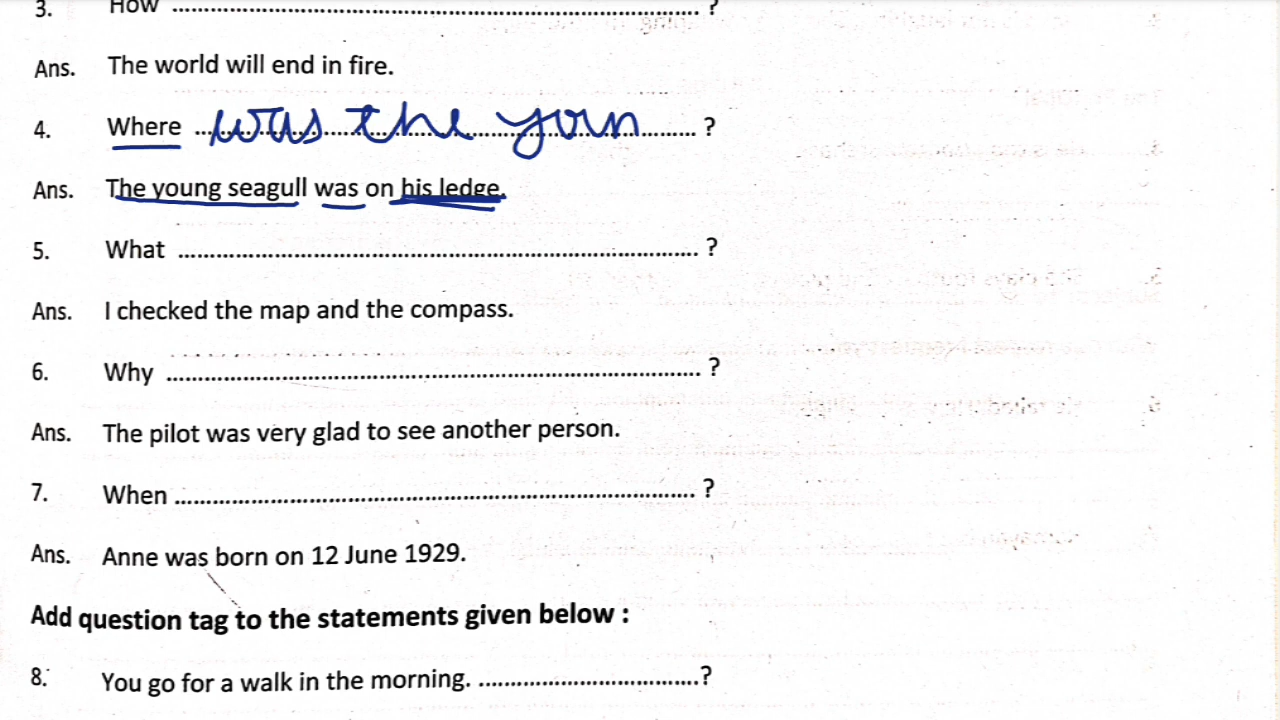 3. How ........................................ ?
Ans. The world will end in fire.
4. Where was the youn ?
Ans. The young seagull was on his ledge.
5. What ........................................ ?
Ans. I checked the map and the compass.
6. Why ........................................ ?
Ans. The pilot was very glad to see another person.
7. When ........................................ ?
Ans. Anne was born on 12 June 1929.
Add question tag to the statements given below :
8. You go for a walk in the morning. ........................?